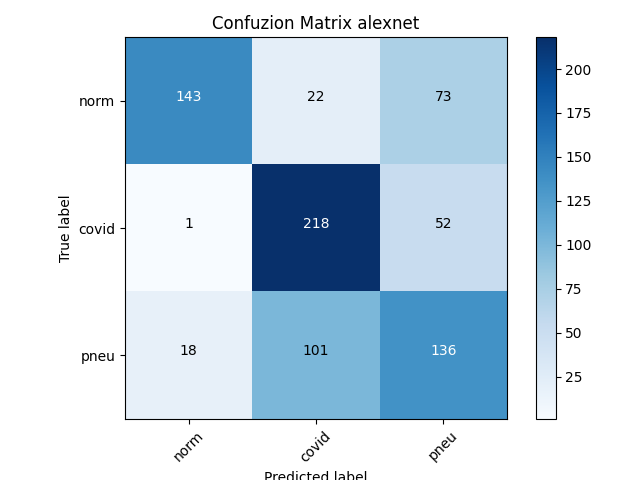 Confuzion Matrix alexnet
True label
norm 143 22 73
covid 1 218 52
pneu 18 101 136
norm covid pneu
Predicted label
200
175
150
125
100
75
50
25